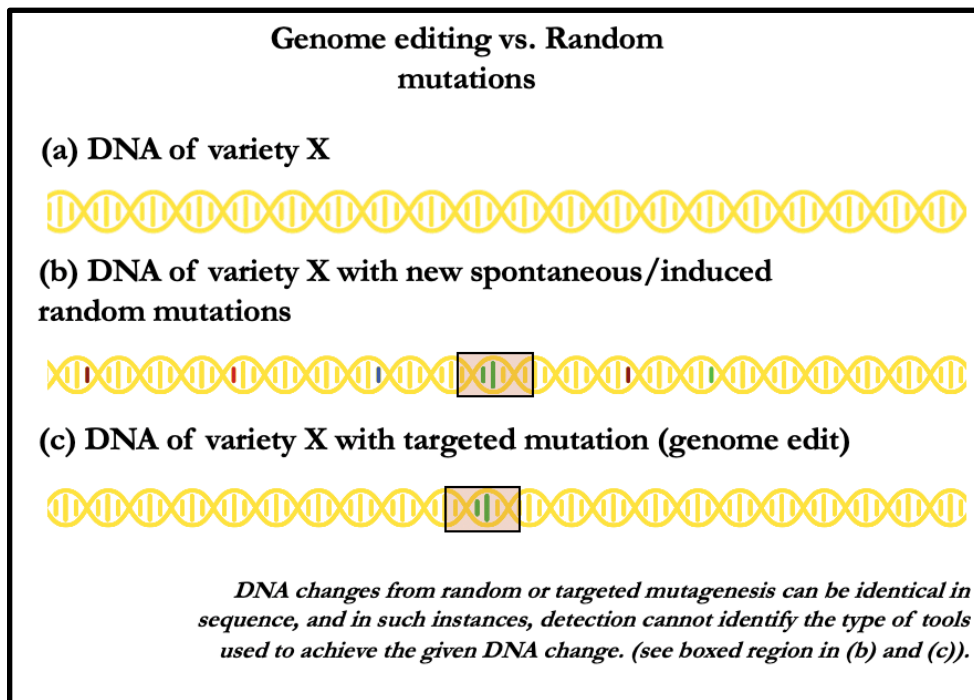 Genome editing vs. Random
mutations
(a) DNA of variety X
(b) DNA of variety X with new spontaneous/induced
random mutations
(c) DNA of variety X with targeted mutation (genome edit)
DNA changes from random or targeted mutagenesis can be identical in
sequence, and in such instances, detection cannot identify the type of tools
used to achieve the given DNA change. (see boxed region in (b) and (c)).